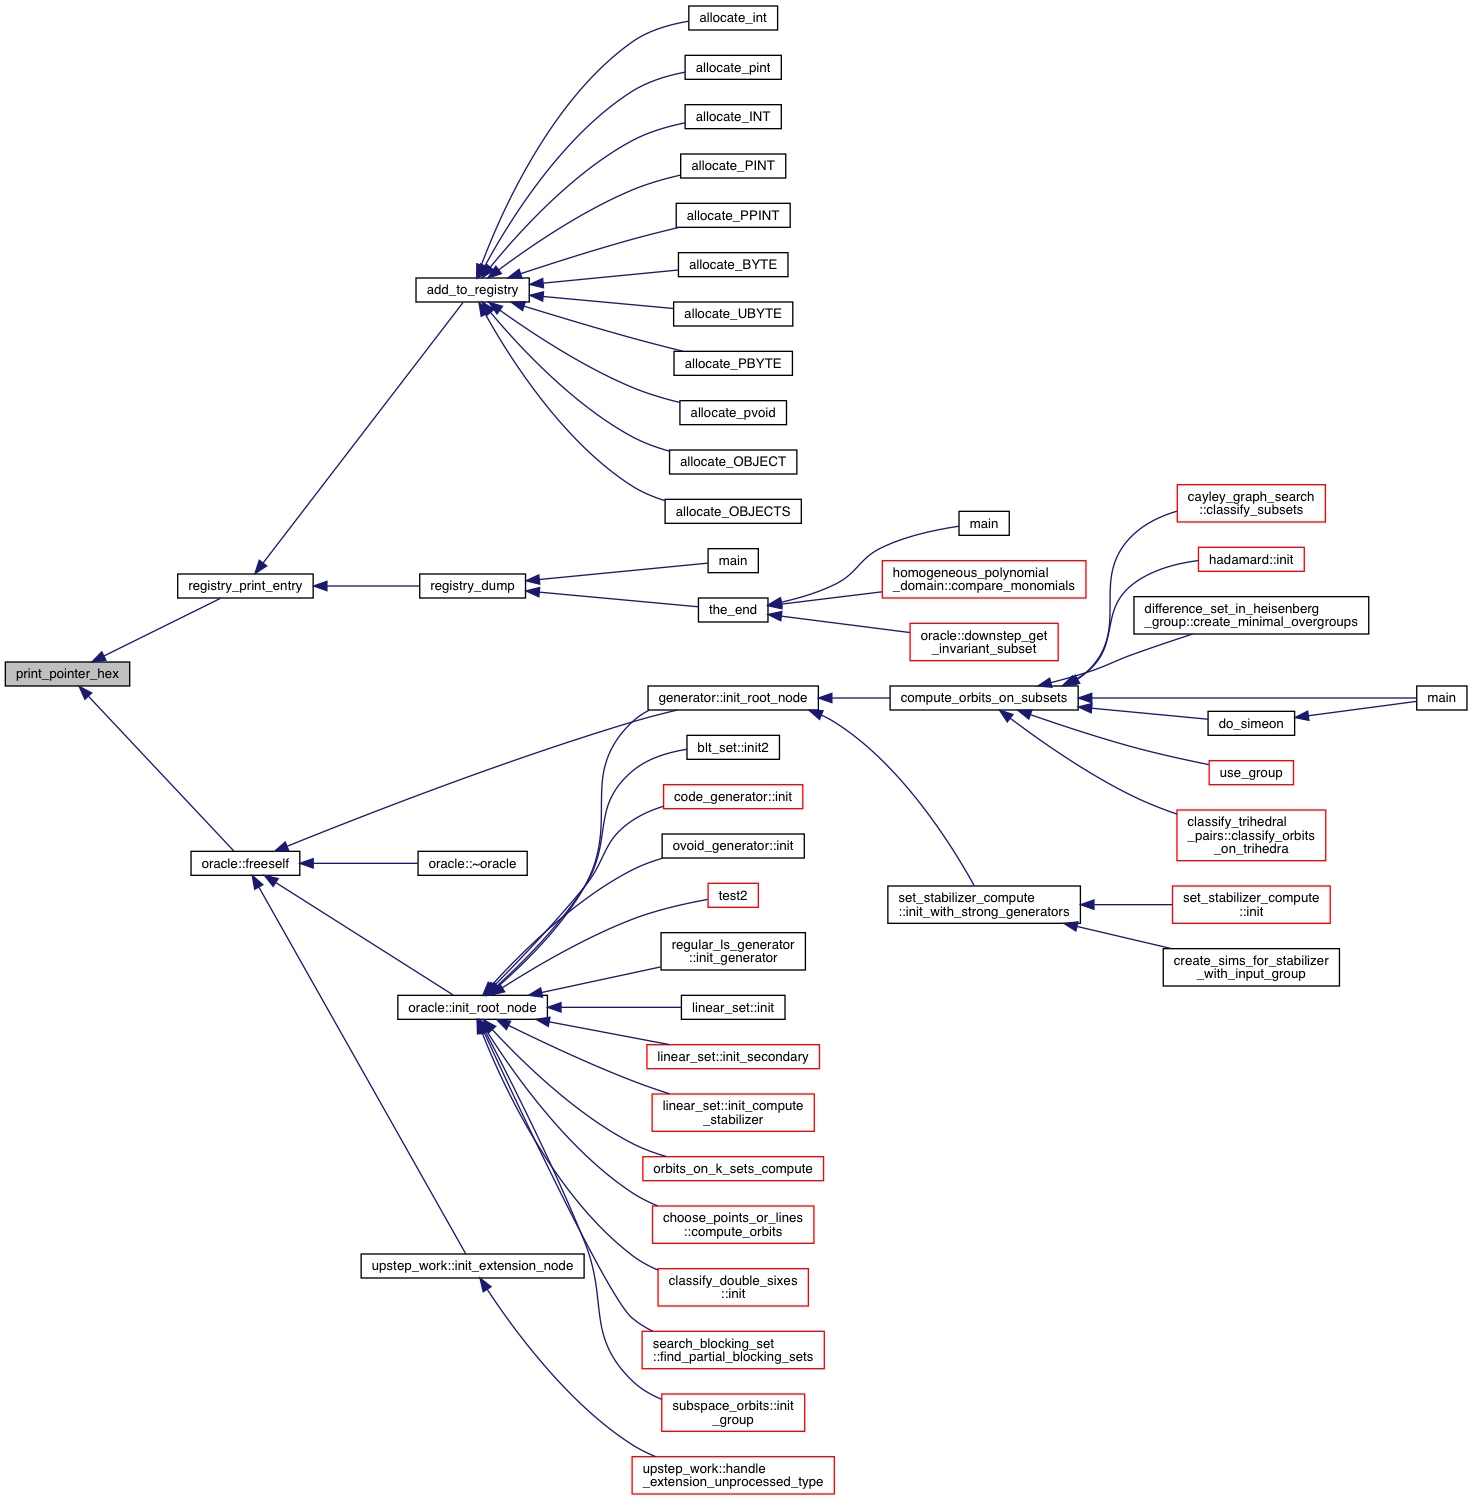 allocate_int
allocate_pint
allocate_INT
allocate_PINT
allocate_PPINT
allocate_BYTE
add_to_registry
allocate_UBYTE
allocate_PBYTE
allocate_pvoid
allocate_OBJECT
allocate_OBJECTS
cayley_graph_search
::classify_subsets
main
hadamard::init
main
homogeneous_polynomial
_domain::compare_monomials
registry_print_entry
registry_dump
the_end
difference_set_in_heisenberg
_group::create_minimal_overgroups
oracle::downstep_get
_invariant_subset
print_pointer_hex
generator::init_root_node
compute_orbits_on_subsets
main
do_simeon
blt_set::init2
use_group
code_generator::init
classify_trihedral
_pairs::classify_orbits
_on_trihedra
ovoid_generator::init
oracle::freeself
oracle::~oracle
test2
set_stabilizer_compute
::init_with_strong_generators
set_stabilizer_compute
::init
regular_ls_generator
::init_generator
create_sims_for_stabilizer
_with_input_group
oracle::init_root_node
linear_set::init
linear_set::init_secondary
linear_set::init_compute
_stabilizer
orbits_on_k_sets_compute
choose_points_or_lines
::compute_orbits
upstep_work::init_extension_node
classify_double_sixes
::init
search_blocking_set
::find_partial_blocking_sets
subspace_orbits::init
_group
upstep_work::handle
_extension_unprocessed_type